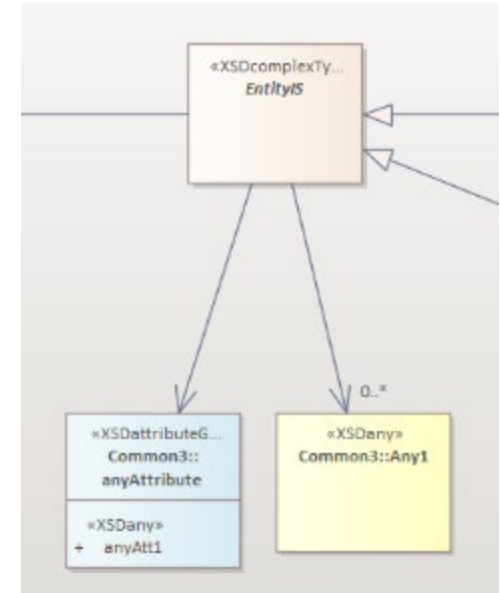 «XSDcomplexTy...
EntityIS
0..*
«XSDattributeG...
Common3::
anyAttribute
«XSDany»
+ anyAtt1
«XSDany»
Common3::Any1